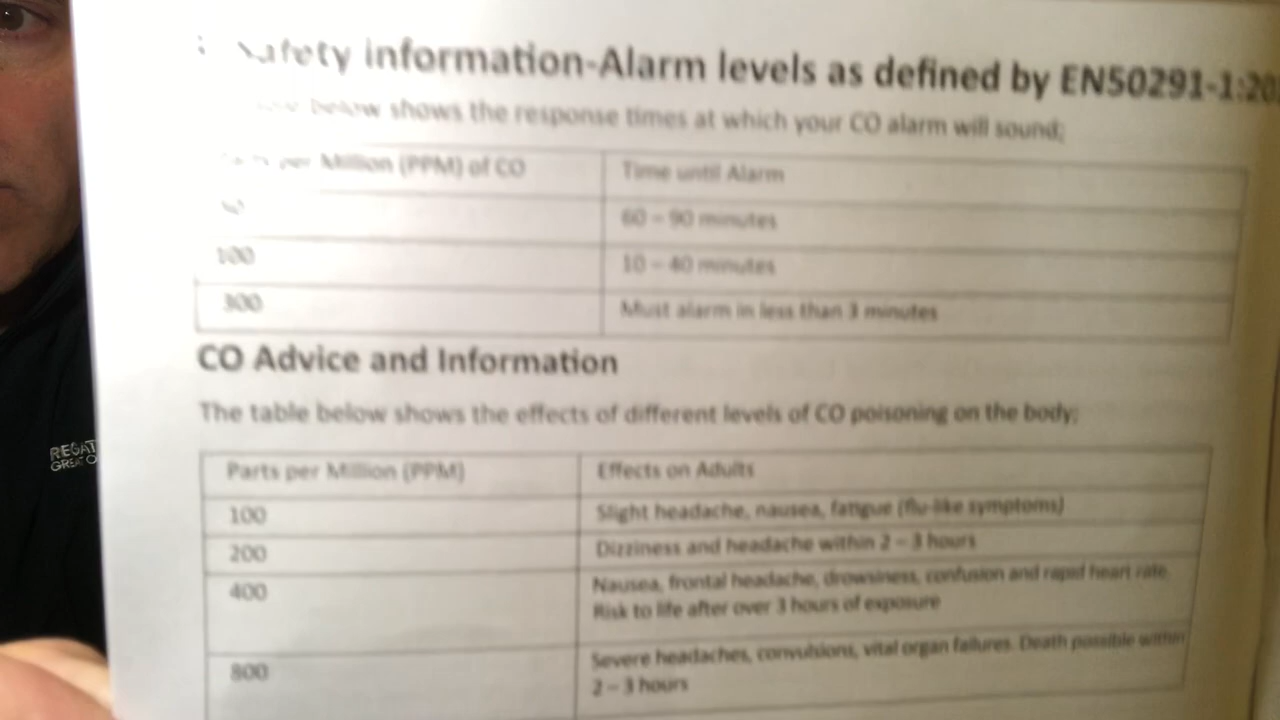 information-Alarm levels as defined by EN50291-1:20
below shows the response times at which your CO alarm will sound;
per Million (PPM) of CO
Time until Alarm
60 – 90 minutes
100
10 – 40 minutes
300
Must alarm in less than 3 minutes
CO Advice and Information
The table below shows the effects of different levels of CO poisoning on the body;
Parts per Million (PPM)
Effects on Adults
100
Slight headache, nausea, fatigue (flu-like symptoms)
200
Dizziness and headache within 2 – 3 hours
400
Nausea, frontal headache, drowsiness, confusion and rapid heart rate.
Risk to life after over 3 hours of exposure
800
Severe headaches, convulsions, vital organ failures. Death possible within
2 – 3 hours
REGAT
GREAT O